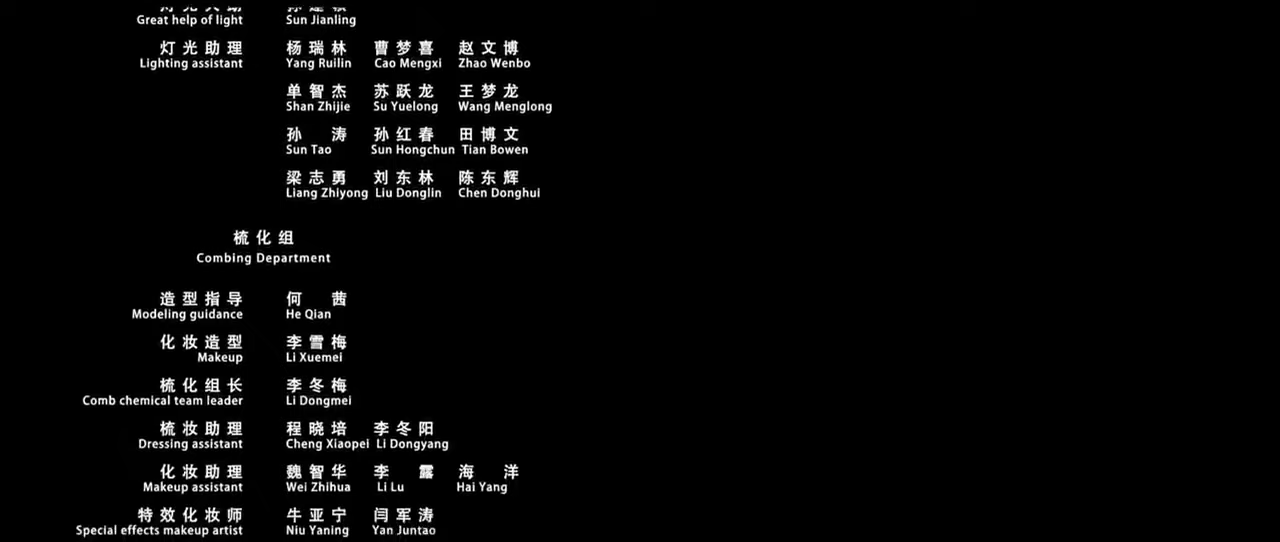 Great help of light Sun Jianling
灯光助理 杨瑞林 曹梦喜 赵文博
Lighting assistant Yang Ruilin Cao Mengxi Zhao Wenbo
单智杰 苏跃龙 王梦龙
Shan Zhijie Su Yuelong Wang Menglong
孙涛 孙红春 田博文
Sun Tao Sun Hongchun Tian Bowen
梁志勇 刘东林 陈东辉
Liang Zhiyong Liu Donglin Chen Donghui
梳化组
Combing Department
造型指导 何茜
Modeling guidance He Qian
化妆造型 李雪梅
Makeup Li Xuemei
梳化组长 李冬梅
Comb chemical team leader Li Dongmei
梳妆助理 程晓培 李冬阳
Dressing assistant Cheng Xiaopei Li Dongyang
化妆助理 魏智华 李露 海洋
Makeup assistant Wei Zhihua Li Lu Hai Yang
特效化妆师 牛亚宁 闫军涛
Special effects makeup artist Niu Yaning Yan Juntao